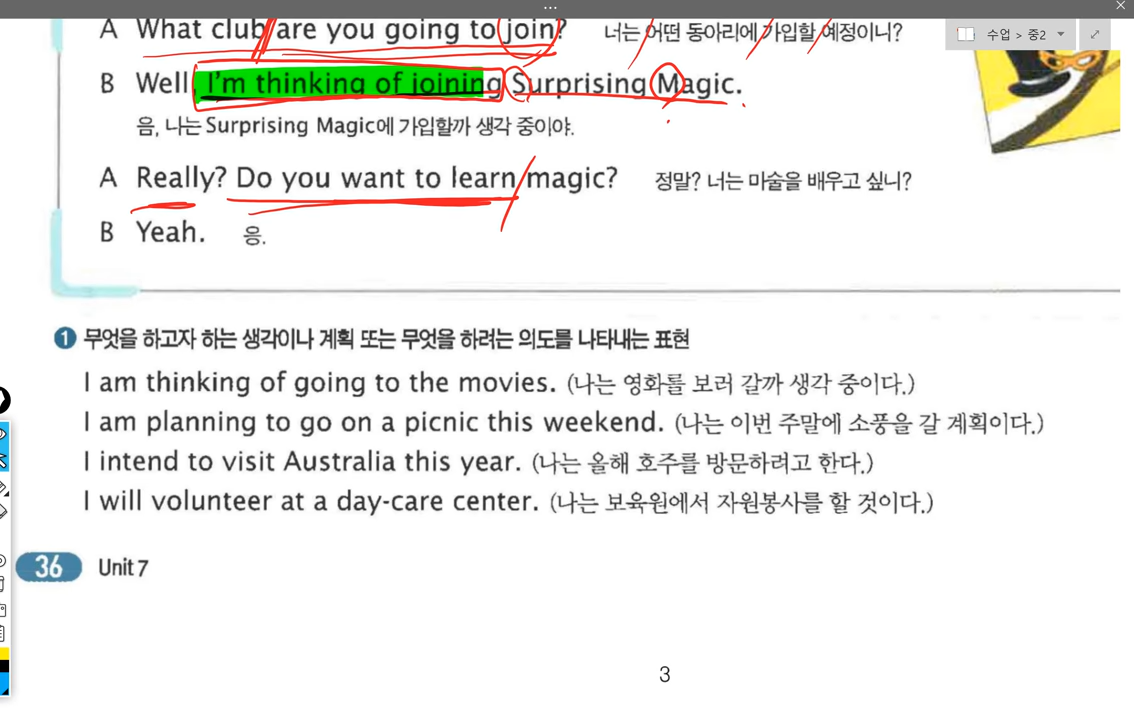 수업 > 중2
A What club are you going to join? 너는 어떤 동아리에 가입할 예정이니?
B Well, I'm thinking of joining Surprising Magic.
음, 나는 Surprising Magic에 가입할까 생각 중이야.
A Really? Do you want to learn magic? 정말? 너는 마술을 배우고 싶니?
B Yeah. 응.
1 무엇을 하고자 하는 생각이나 계획 또는 무엇을 하려는 의도를 나타내는 표현
I am thinking of going to the movies. (나는 영화를 보러 갈까 생각 중이다.)
I am planning to go on a picnic this weekend. (나는 이번 주말에 소풍을 갈 계획이다.)
I intend to visit Australia this year. (나는 올해 호주를 방문하려고 한다.)
I will volunteer at a day-care center. (나는 보육원에서 자원봉사를 할 것이다.)
36 Unit 7
3